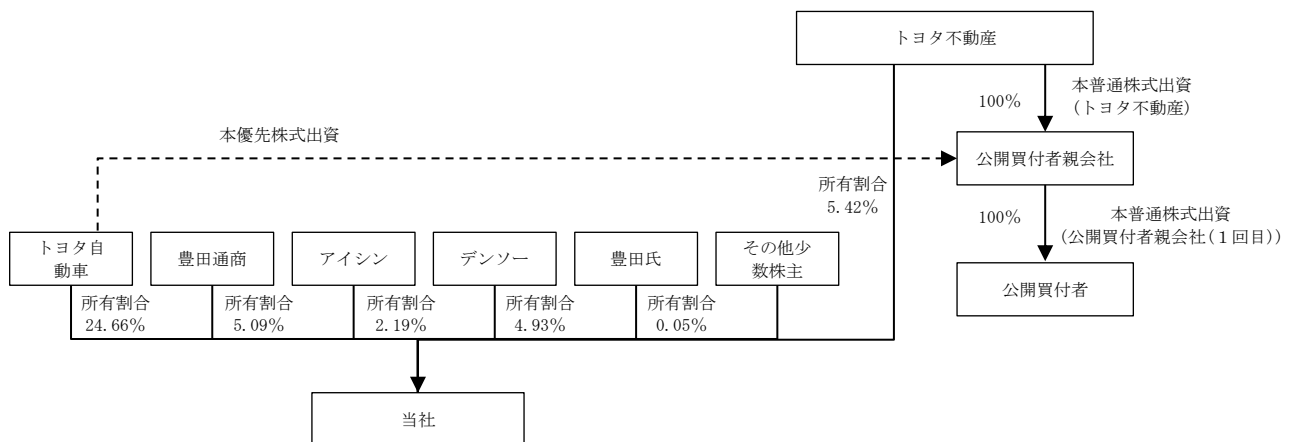 トヨタ不動産
100%
本普通株式出資
(トヨタ不動産)
本優先株式出資
公開買付者親会社
所有割合
5.42%
100%
本普通株式出資
(公開買付者親会社(1回目))
トヨタ自
動車
豊田通商
アイシン
デンソー
豊田氏
その他少
数株主
公開買付者
所有割合
24.66%
所有割合
5.09%
所有割合
2.19%
所有割合
4.93%
所有割合
0.05%
当社